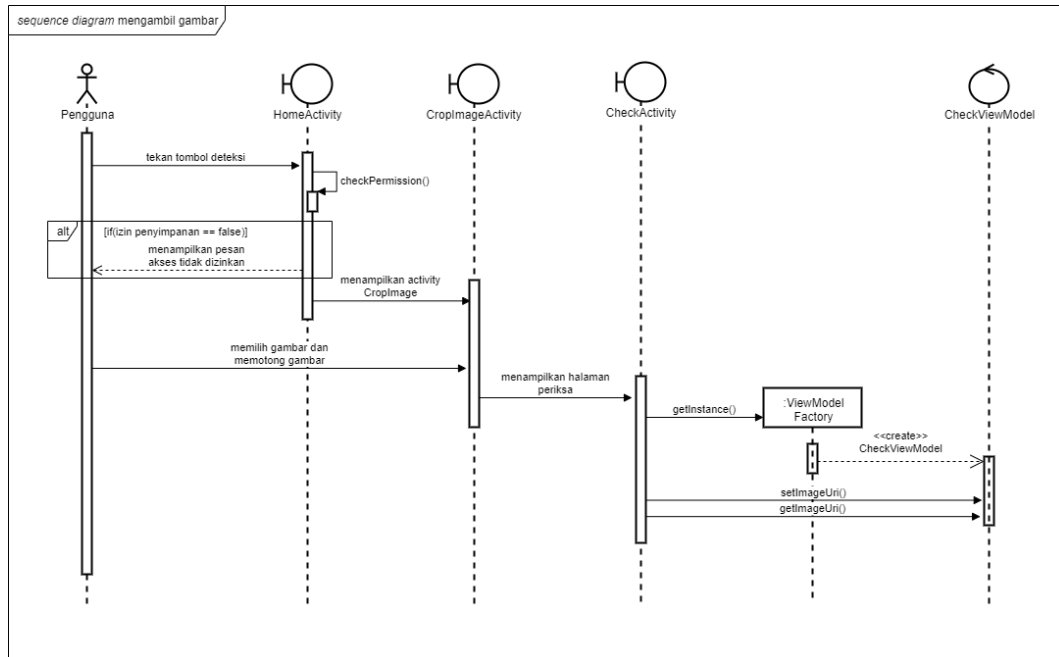 sequence diagram mengambil gambar
Pengguna
HomeActivity
CropImageActivity
CheckActivity
CheckViewModel
tekan tombol deteksi
checkPermission()
alt
[if(izin penyimpanan == false)]
menampilkan pesan
akses tidak dizinkan
menampilkan activity
CropImage
memilih gambar dan
memotong gambar
menampilkan halaman
periksa
getInstance()
:ViewModel
Factory
<<create>>
CheckViewModel
setImageUri()
getImageUri()